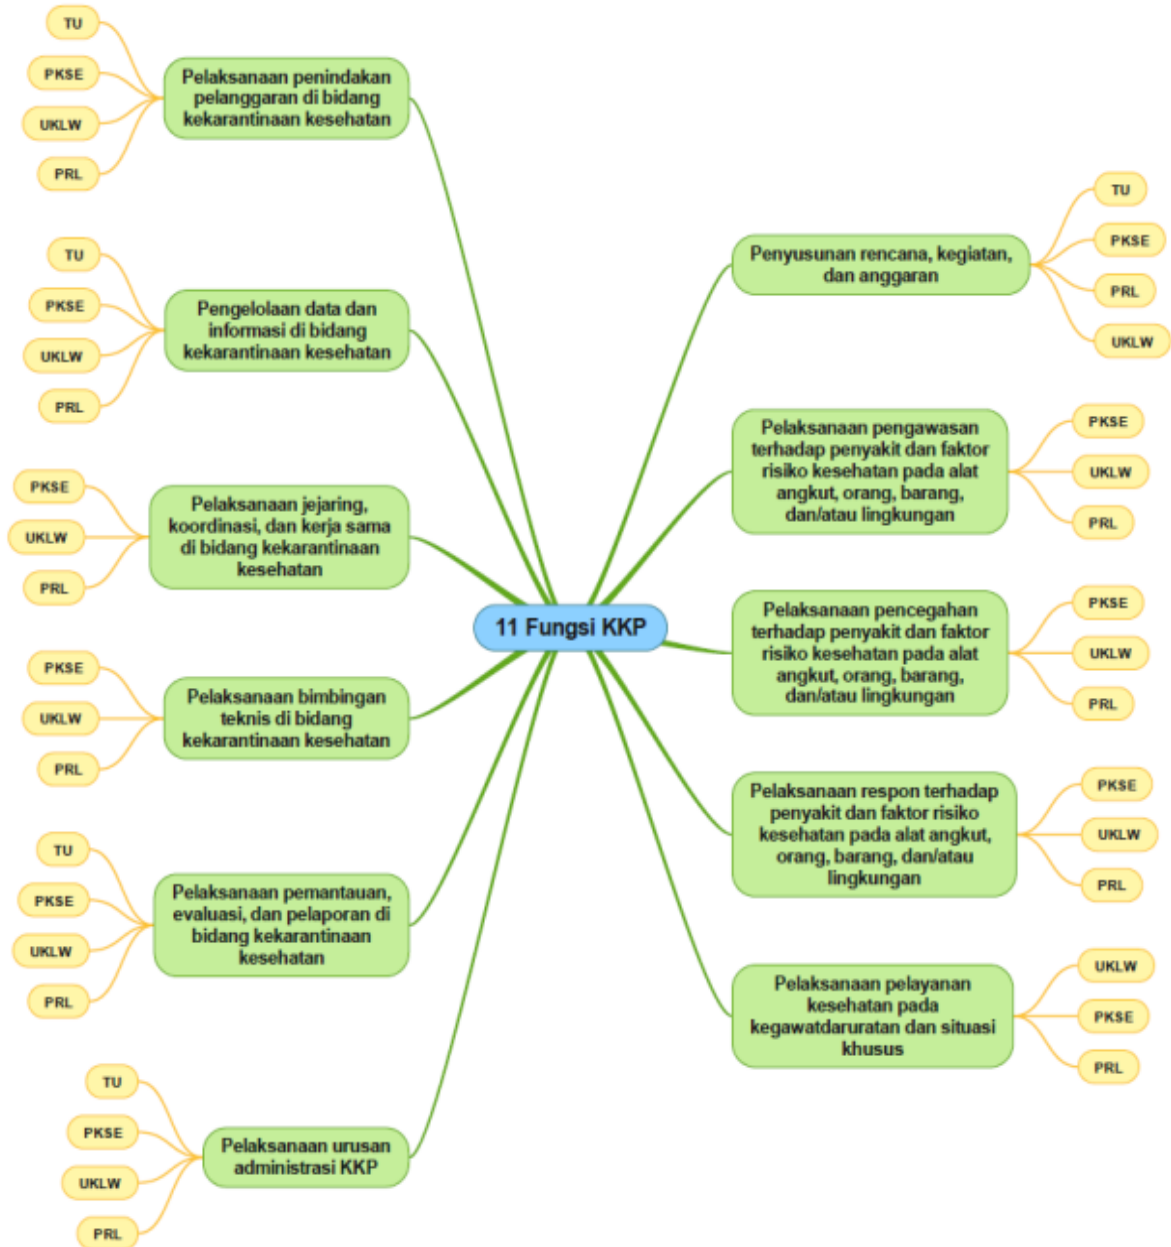 11 Fungsi KKP
Penyusunan rencana, kegiatan,
dan anggaran
TU
PKSE
PRL
UKLW
Pelaksanaan pengawasan
terhadap penyakit dan faktor
risiko kesehatan pada alat
angkut, orang, barang,
dan/atau lingkungan
PKSE
UKLW
PRL
Pelaksanaan pencegahan
terhadap penyakit dan faktor
risiko kesehatan pada alat
angkut, orang, barang,
dan/atau lingkungan
PKSE
UKLW
PRL
Pelaksanaan respon terhadap
penyakit dan faktor risiko
kesehatan pada alat angkut,
orang, barang, dan/atau
lingkungan
PKSE
UKLW
PRL
Pelaksanaan pelayanan
kesehatan pada
kegawatdaruratan dan situasi
khusus
UKLW
PKSE
PRL
Pelaksanaan penindakan
pelanggaran di bidang
kekarantinaan kesehatan
TU
PKSE
UKLW
PRL
Pengelolaan data dan
informasi di bidang
kekarantinaan kesehatan
TU
PKSE
UKLW
PRL
Pelaksanaan jejaring,
koordinasi, dan kerja sama
di bidang kekarantinaan
kesehatan
PKSE
UKLW
PRL
Pelaksanaan bimbingan
teknis di bidang
kekarantinaan kesehatan
PKSE
UKLW
PRL
Pelaksanaan pemantauan,
evaluasi, dan pelaporan di
bidang kekarantinaan
kesehatan
TU
PKSE
UKLW
PRL
Pelaksanaan urusan
administrasi KKP
TU
PKSE
UKLW
PRL